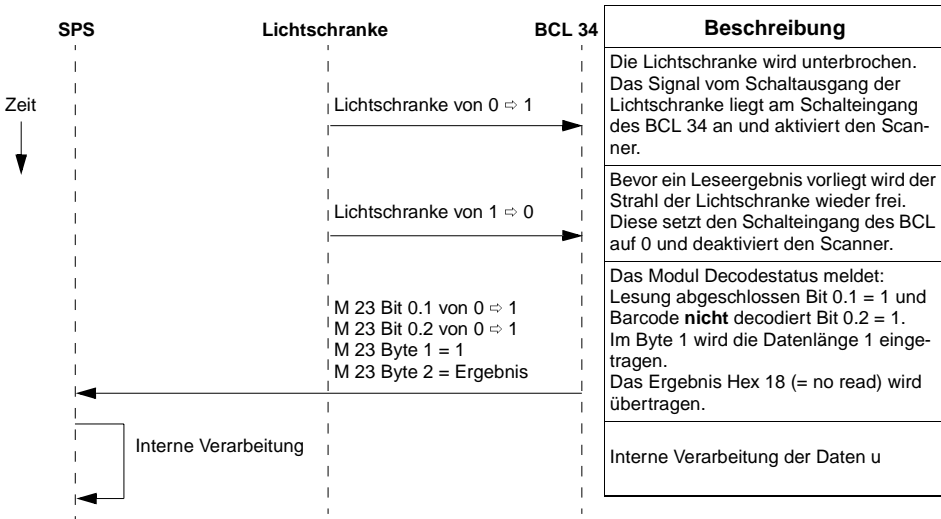 SPS
Lichtschranke
BCL 34
Beschreibung
Zeit
Lichtschranke von 0 ⇨ 1
Die Lichtschranke wird unterbrochen.
Das Signal vom Schaltausgang der
Lichtschranke liegt am Schalteingang
des BCL 34 an und aktiviert den Scan-
ner.
Lichtschranke von 1 ⇨ 0
Bevor ein Leseergebnis vorliegt wird der
Strahl der Lichtschranke wieder frei.
Diese setzt den Schalteingang des BCL
auf 0 und deaktiviert den Scanner.
M 23 Bit 0.1 von 0 ⇨ 1
M 23 Bit 0.2 von 0 ⇨ 1
M 23 Byte 1 = 1
M 23 Byte 2 = Ergebnis
Das Modul Decodestatus meldet:
Lesung abgeschlossen Bit 0.1 = 1 und
Barcode nicht decodiert Bit 0.2 = 1.
Im Byte 1 wird die Datenlänge 1 einge-
tragen.
Das Ergebnis Hex 18 (= no read) wird
übertragen.
Interne Verarbeitung
Interne Verarbeitung der Daten u